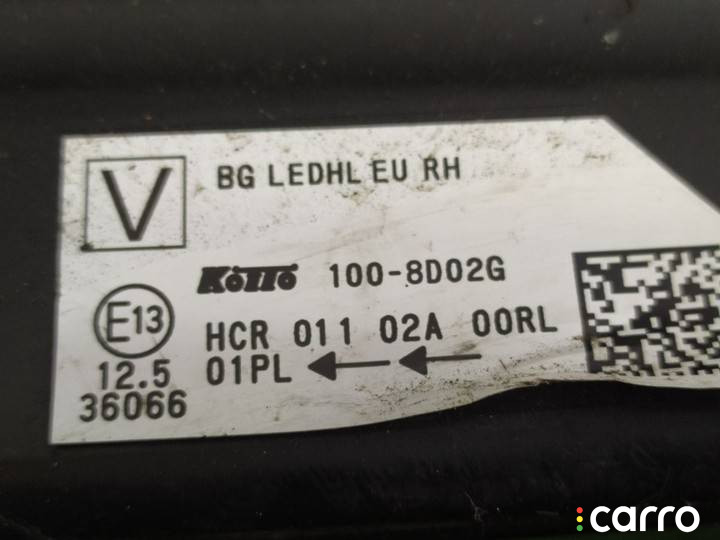 V
BG LEDHL EU RH
KOITO 100-8D02G
E13
HCR 011 02A 00RL
12.5
01PL
36066
carro